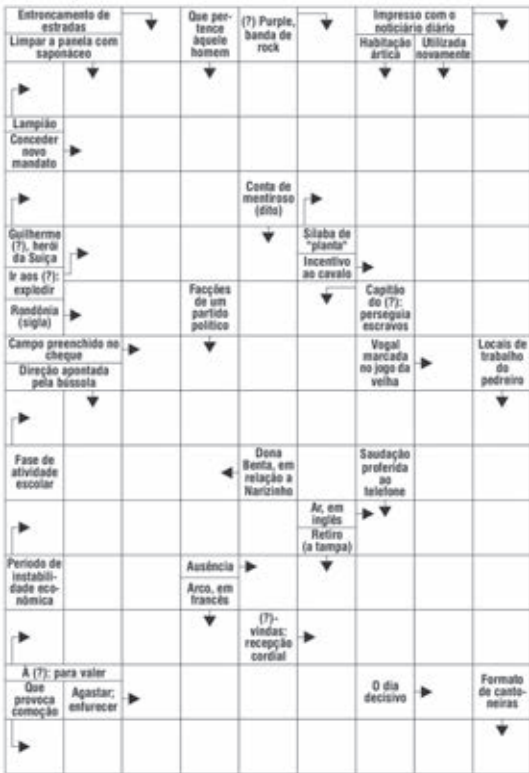 Entroncamento de
estradas
Limpar a panela com
saponáceo
Que per-
tence
àquele
homem
(?) Purple,
banda de
rock
Impresso com o
noticiário diário
Habitação
ártica
Utilizada
novamente
Lampião
Conceder
novo
mandato
Conta de
mentiroso
(dito)
Guilherme
(?), herói
da Suíça
Sílaba de
"planta"
Incentivo
ao cavalo
Ir aos (?):
explodir
Rondônia
(sigla)
Facções
de um
partido
político
Capitão
do (?):
perseguia
escravos
Campo preenchido no
cheque
Direção apontada
pela bússola
Vogal
marcada
no jogo da
velha
Locais de
trabalho
do
pedreiro
Fase de
atividade
escolar
Dona
Benta, em
relação a
Narizinho
Saudação
proferida
ao
telefone
Ar, em
inglês
Retiro
(a tampa)
Período de
instabili-
dade eco-
nômica
Ausência
Arco, em
francês
(?)-
vindas:
recepção
cordial
À (?): para valer
Que
provoca
comoção
Agastar;
enfurecer
O dia
decisivo
Formato
de canto-
neiras